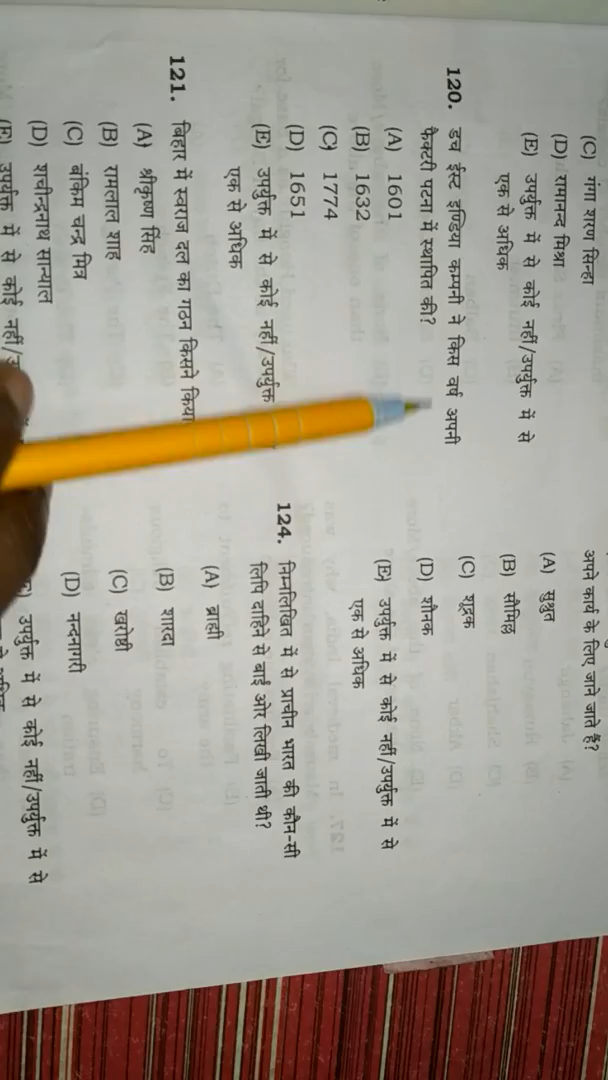 (C) गंगा शरण सिन्हा
(D) रामानन्द मिश्रा
(E) उपर्युक्त में से कोई नहीं/उपर्युक्त में से
एक से अधिक
120. डच ईस्ट इण्डिया कम्पनी ने किस वर्ष अपनी
फैक्टरी पटना में स्थापित की?
(A) 1601
(B) 1632
(C) 1774
(D) 1651
(E) उपर्युक्त में से कोई नहीं/उपर्युक्त
एक से अधिक
121. बिहार में स्वराज दल का गठन किसने किया
(A) श्रीकृष्ण सिंह
(B) रामलाल शाह
(C) बंकिम चन्द्र मित्र
(D) शचीन्द्रनाथ सान्याल
(E) उपर्युक्त में से कोई नहीं/
अपने कार्य के लिए जाने जाते हैं?
(A) सुश्रुत
(B) सौमिल्ल
(C) शूद्रक
(D) शौनक
(E) उपर्युक्त में से कोई नहीं/उपर्युक्त में से
एक से अधिक
124. निम्नलिखित में से प्राचीन भारत की कौन-सी
लिपि दाहिने से बाईं ओर लिखी जाती थी?
(A) ब्राह्मी
(B) शारदा
(C) खरोष्ठी
(D) नन्दनागरी
उपर्युक्त में से कोई नहीं/उपर्युक्त में से